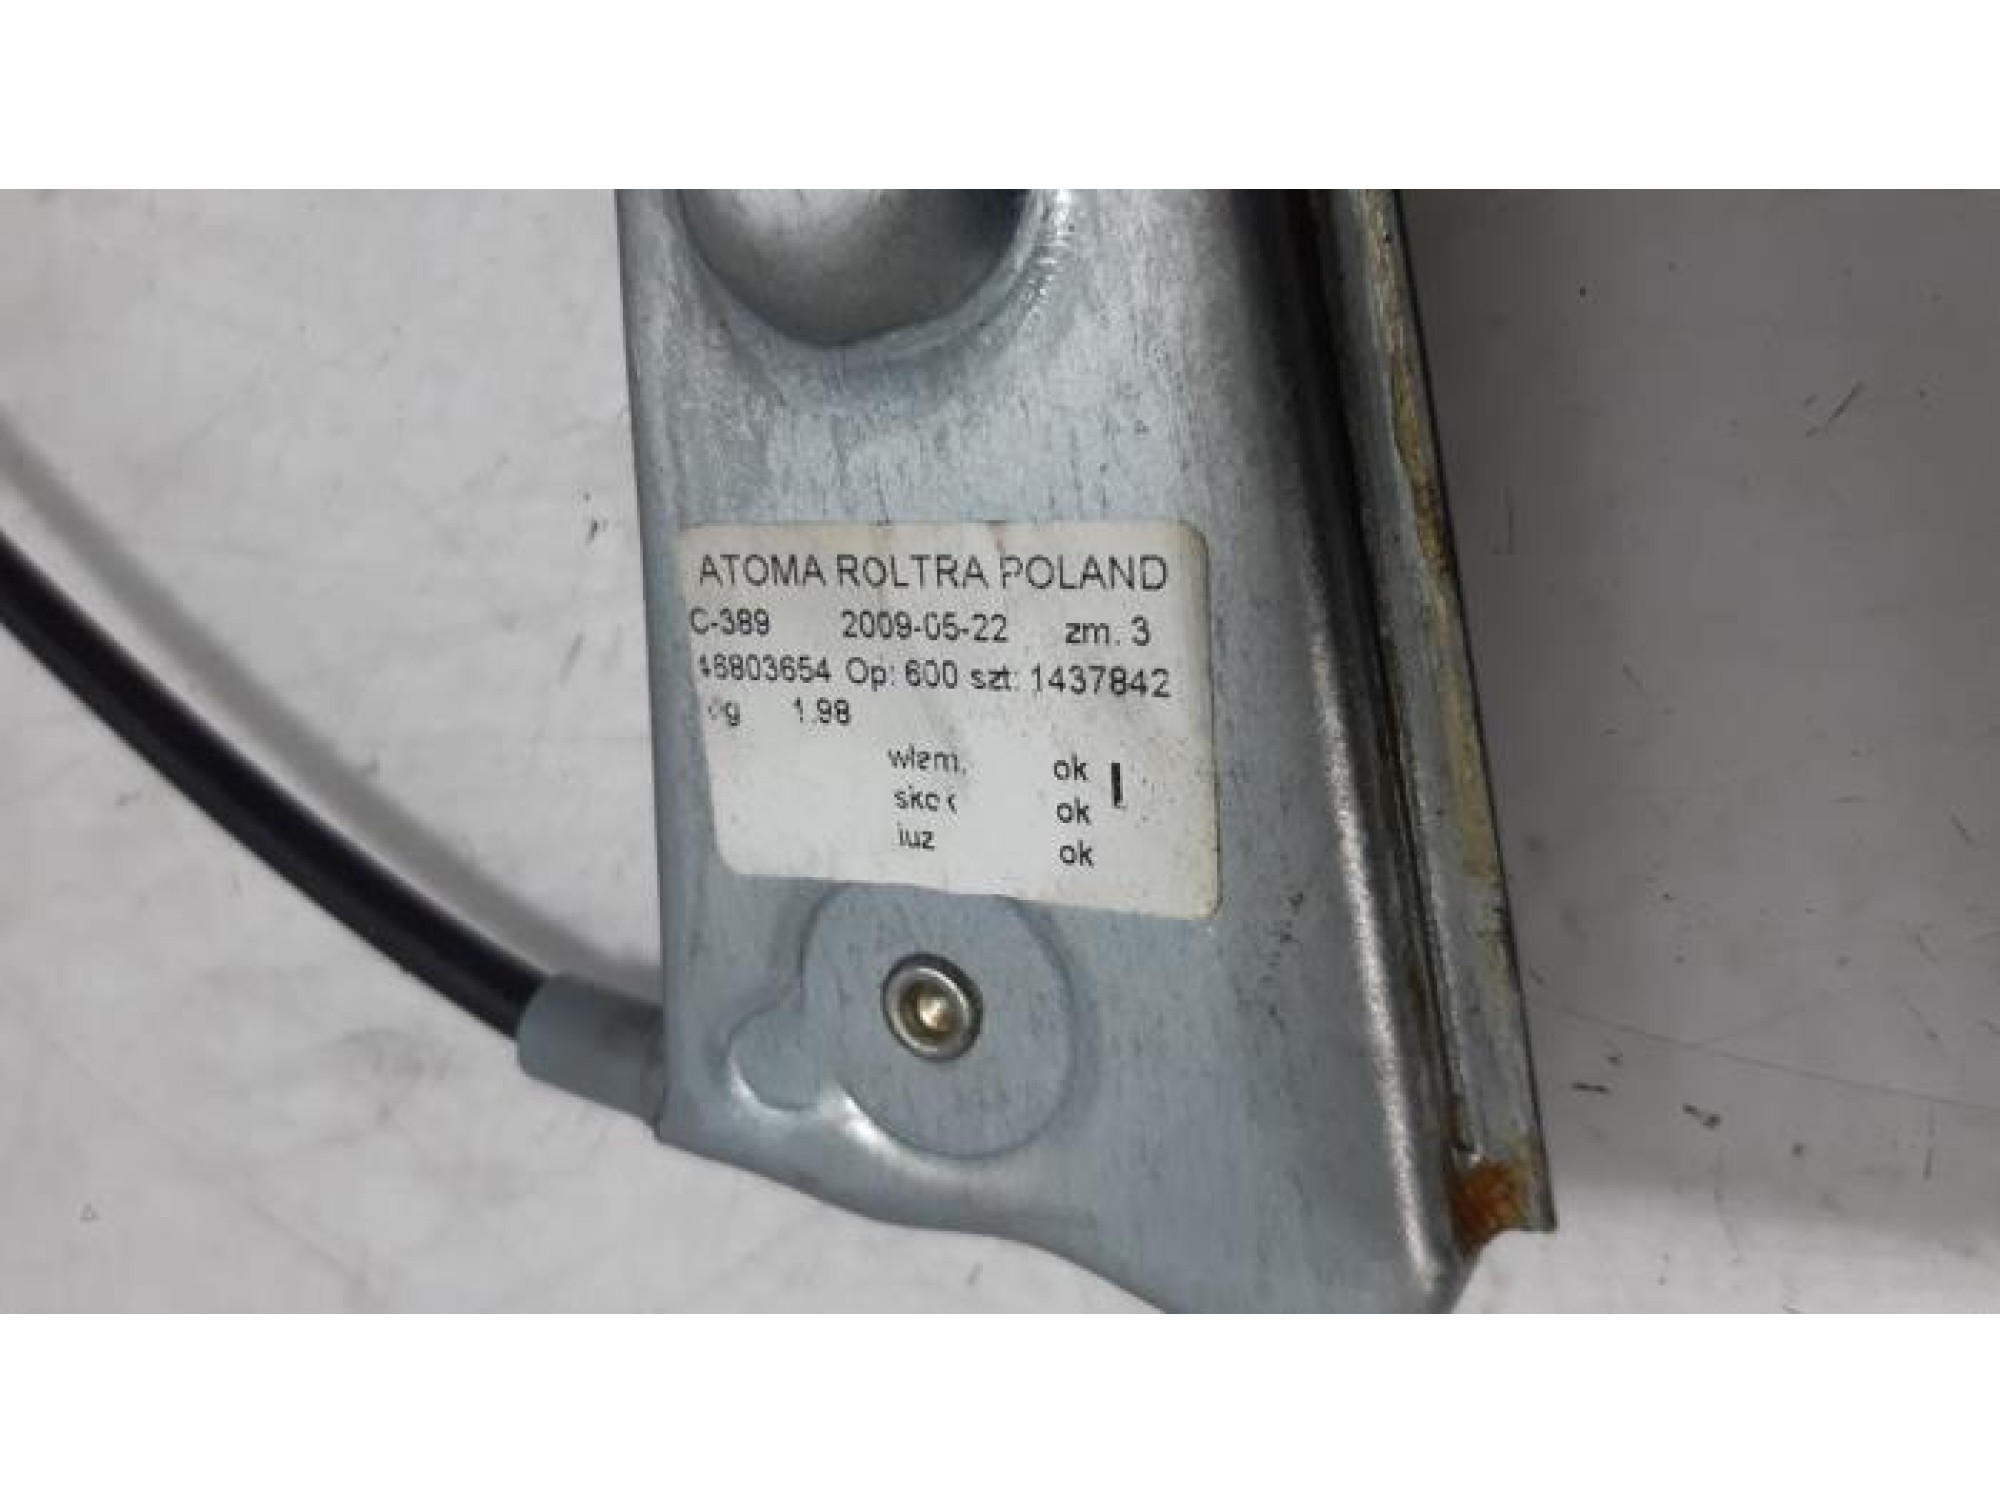 ATOMA ROLTRA POLAND
C-389 2009-05-22 zm. 3
46803654 Op: 600 szt: 1437842
1.98
ok
skok ok
luz ok